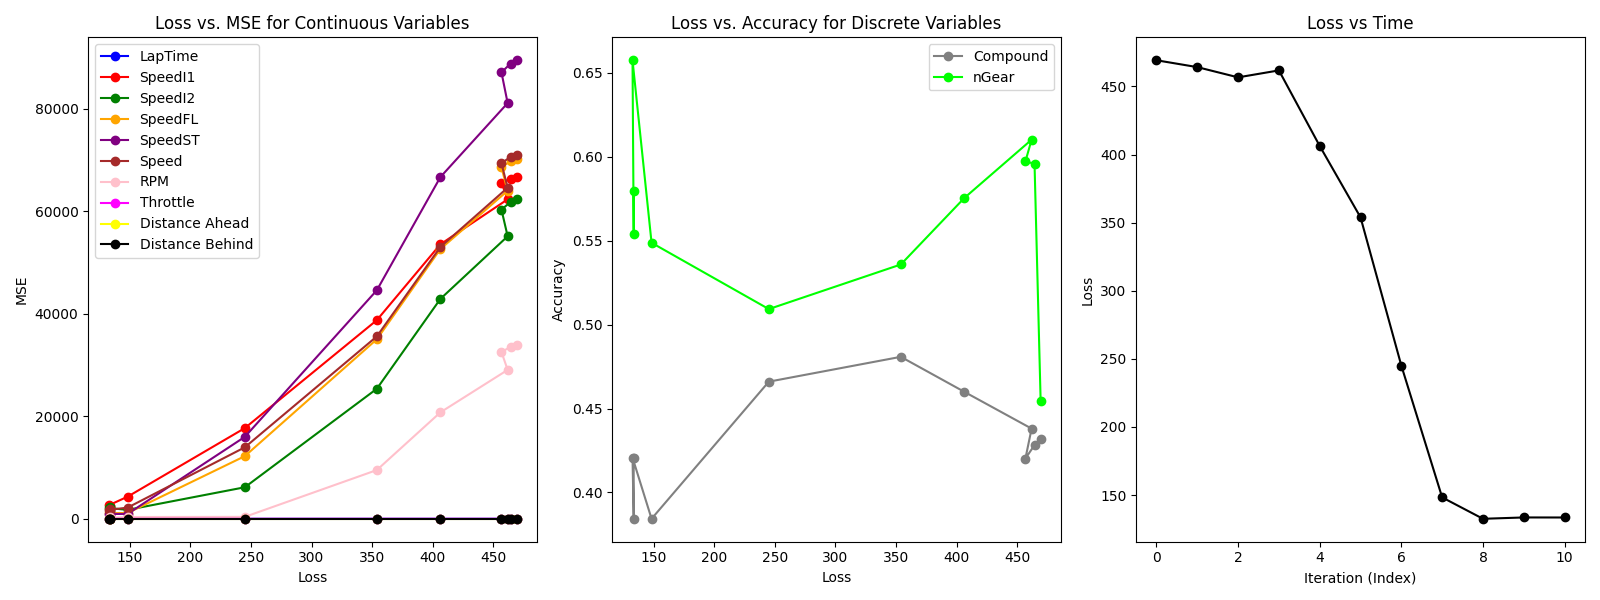 Loss vs. MSE for Continuous Variables
MSE
80000
60000
40000
20000
0
LapTime
SpeedI1
SpeedI2
SpeedFL
SpeedST
Speed
RPM
Throttle
Distance Ahead
Distance Behind
150 200 250 300 350 400 450
Loss
Loss vs. Accuracy for Discrete Variables
Accuracy
0.65
0.60
0.55
0.50
0.45
0.40
Compound
nGear
150 200 250 300 350 400 450
Loss
Loss vs Time
Loss
450
400
350
300
250
200
150
0 2 4 6 8 10
Iteration (Index)